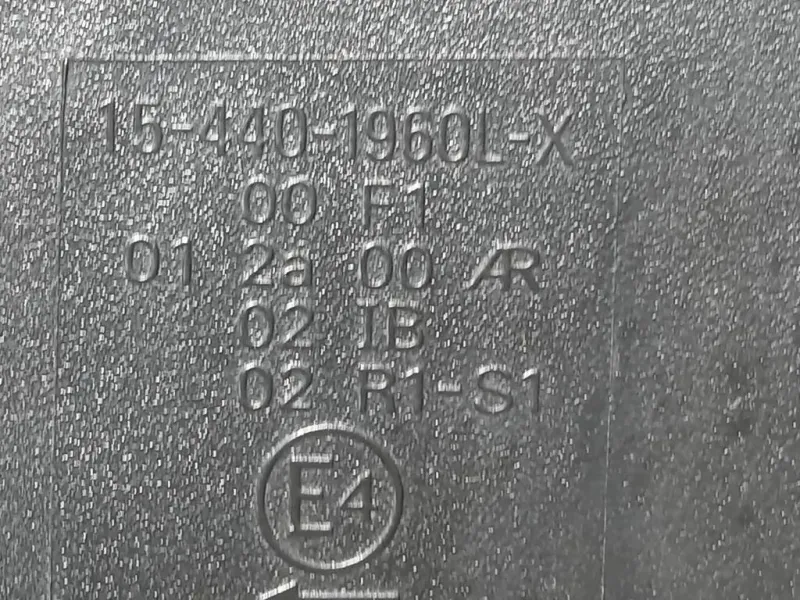 15-440-1960L-X
00 F1
01 2a 00 AR
02 IB
02 R1-S1
E4